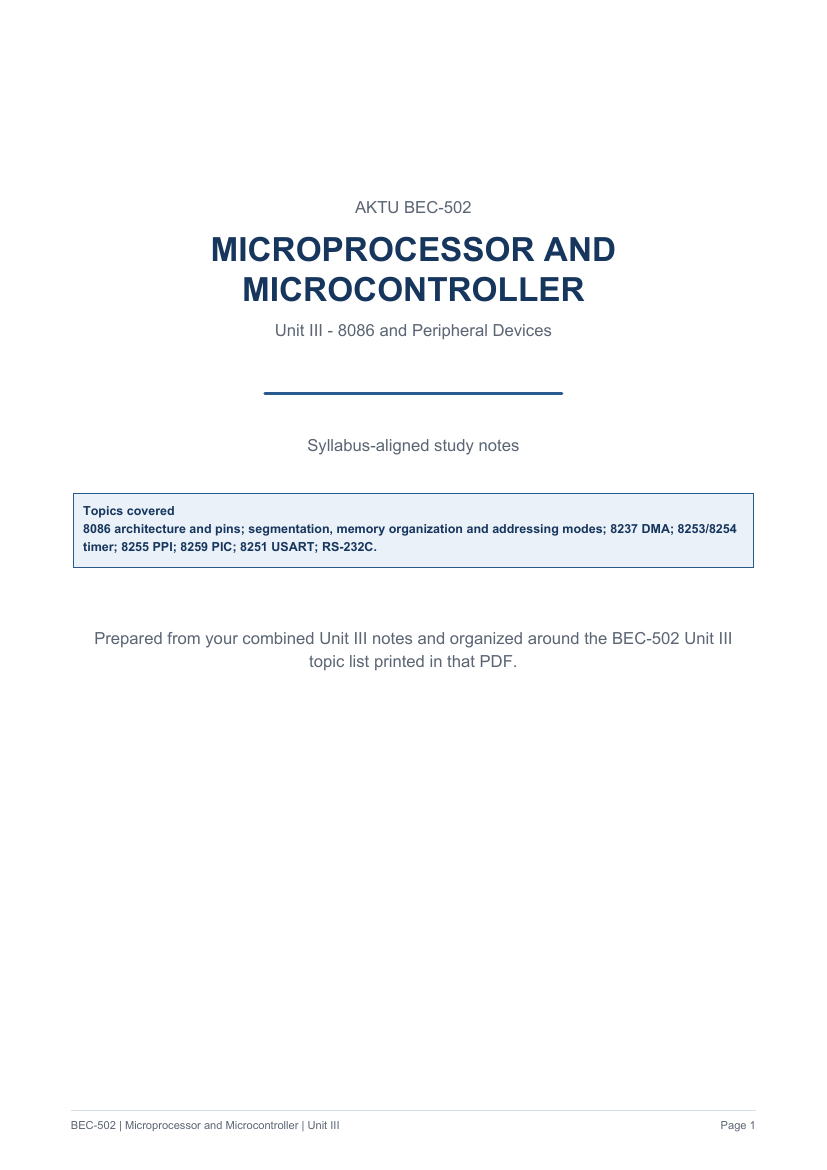 AKTU BEC-502
MICROPROCESSOR AND
MICROCONTROLLER
Unit III - 8086 and Peripheral Devices
Syllabus-aligned study notes
Topics covered
8086 architecture and pins; segmentation, memory organization and addressing modes; 8237 DMA; 8253/8254
timer; 8255 PPI; 8259 PIC; 8251 USART; RS-232C.
Prepared from your combined Unit III notes and organized around the BEC-502 Unit III
topic list printed in that PDF.
BEC-502 | Microprocessor and Microcontroller | Unit III
Page 1